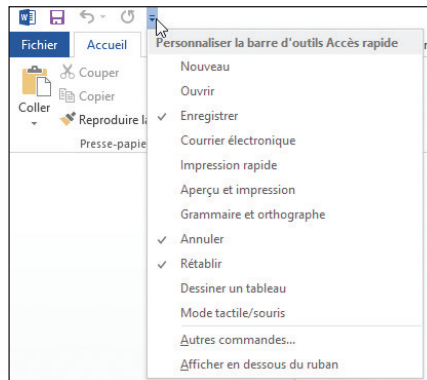 Fichier Accueil
Personnaliser la barre d'outils Accès rapide
Couper
Copier
Coller
Reproduire la
Presse-papie
Nouveau
Ouvrir
✓ Enregistrer
Courrier électronique
Impression rapide
Aperçu et impression
Grammaire et orthographe
✓ Annuler
✓ Rétablir
Dessiner un tableau
Mode tactile/souris
Autres commandes...
Afficher en dessous du ruban